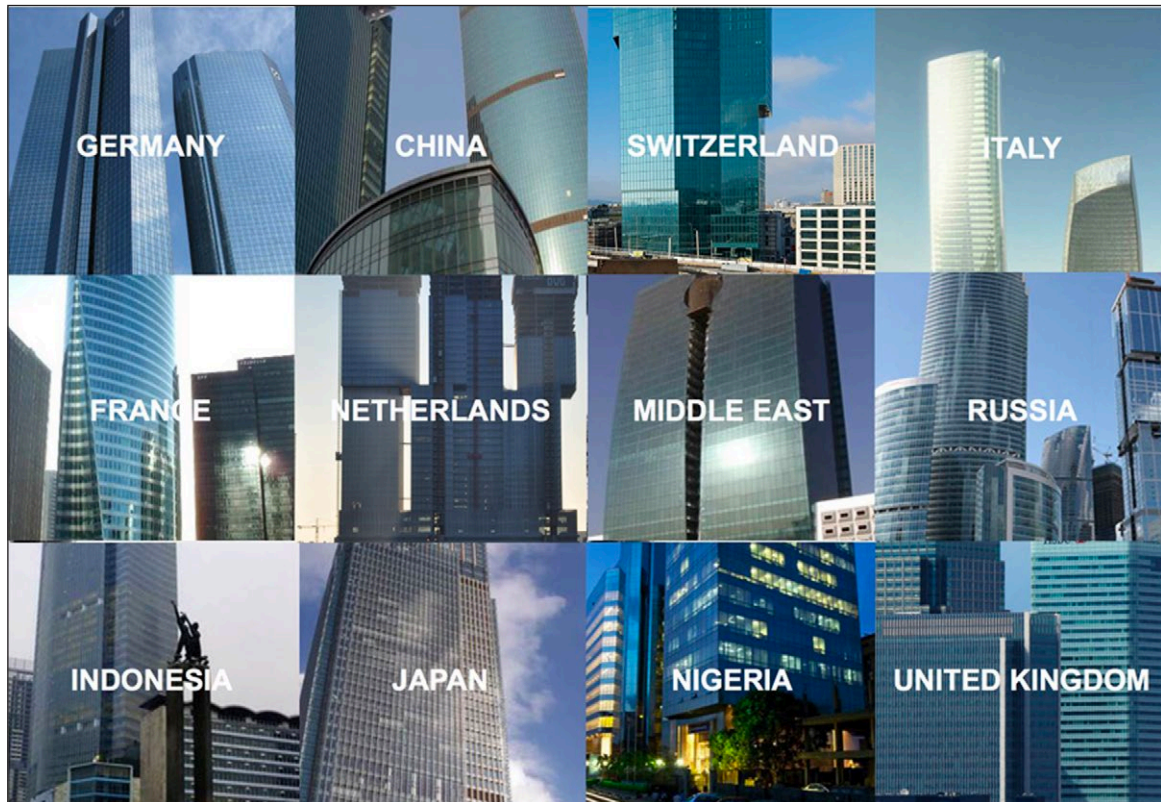 GERMANY
CHINA
SWITZERLAND
ITALY
FRANCE
NETHERLANDS
MIDDLE EAST
RUSSIA
INDONESIA
JAPAN
NIGERIA
UNITED KINGDOM